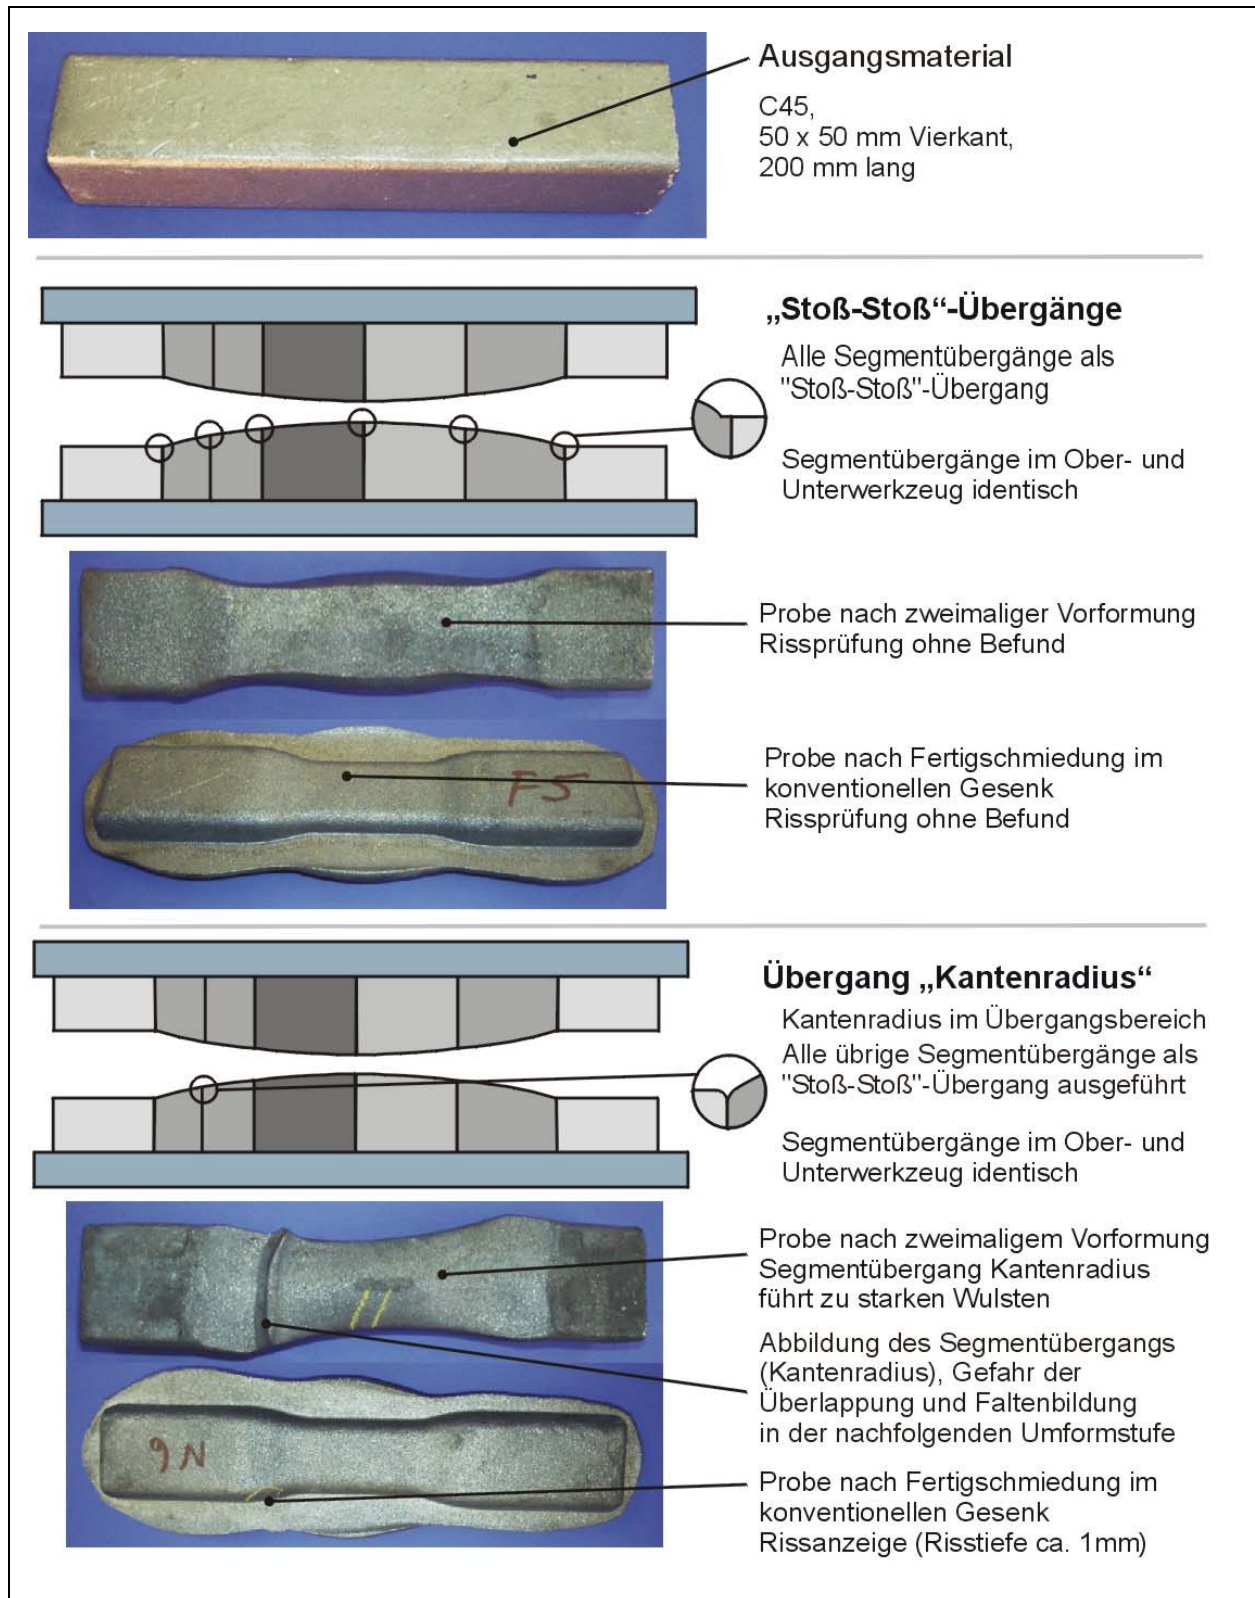 Ausgangsmaterial
C45,
50 x 50 mm Vierkant,
200 mm lang
„Stoß-Stoß“-Übergänge
Alle Segmentübergänge als
"Stoß-Stoß"-Übergang
Segmentübergänge im Ober- und
Unterwerkzeug identisch
Probe nach zweimaliger Vorformung
Rissprüfung ohne Befund
Probe nach Fertigschmiedung im
konventionellen Gesenk
Rissprüfung ohne Befund
F5
Übergang „Kantenradius“
Kantenradius im Übergangsbereich
Alle übrige Segmentübergänge als
"Stoß-Stoß"-Übergang ausgeführt
Segmentübergänge im Ober- und
Unterwerkzeug identisch
Probe nach zweimaligem Vorformung
Segmentübergang Kantenradius
führt zu starken Wulsten
Abbildung des Segmentübergangs
(Kantenradius), Gefahr der
Überlappung und Faltenbildung
in der nachfolgenden Umformstufe
Probe nach Fertigschmiedung im
konventionellen Gesenk
Rissanzeige (Risstiefe ca. 1mm)